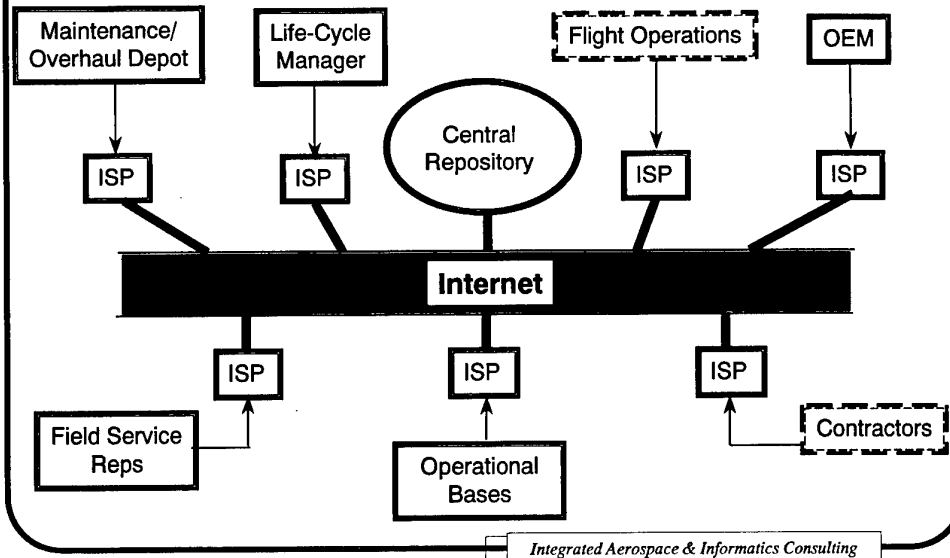 Maintenance/
Overhaul Depot
Life-Cycle
Manager
Flight Operations
OEM
Central
Repository
ISP
ISP
ISP
ISP
Internet
ISP
ISP
ISP
Field Service
Reps
Operational
Bases
Contractors
Integrated Aerospace & Informatics Consulting